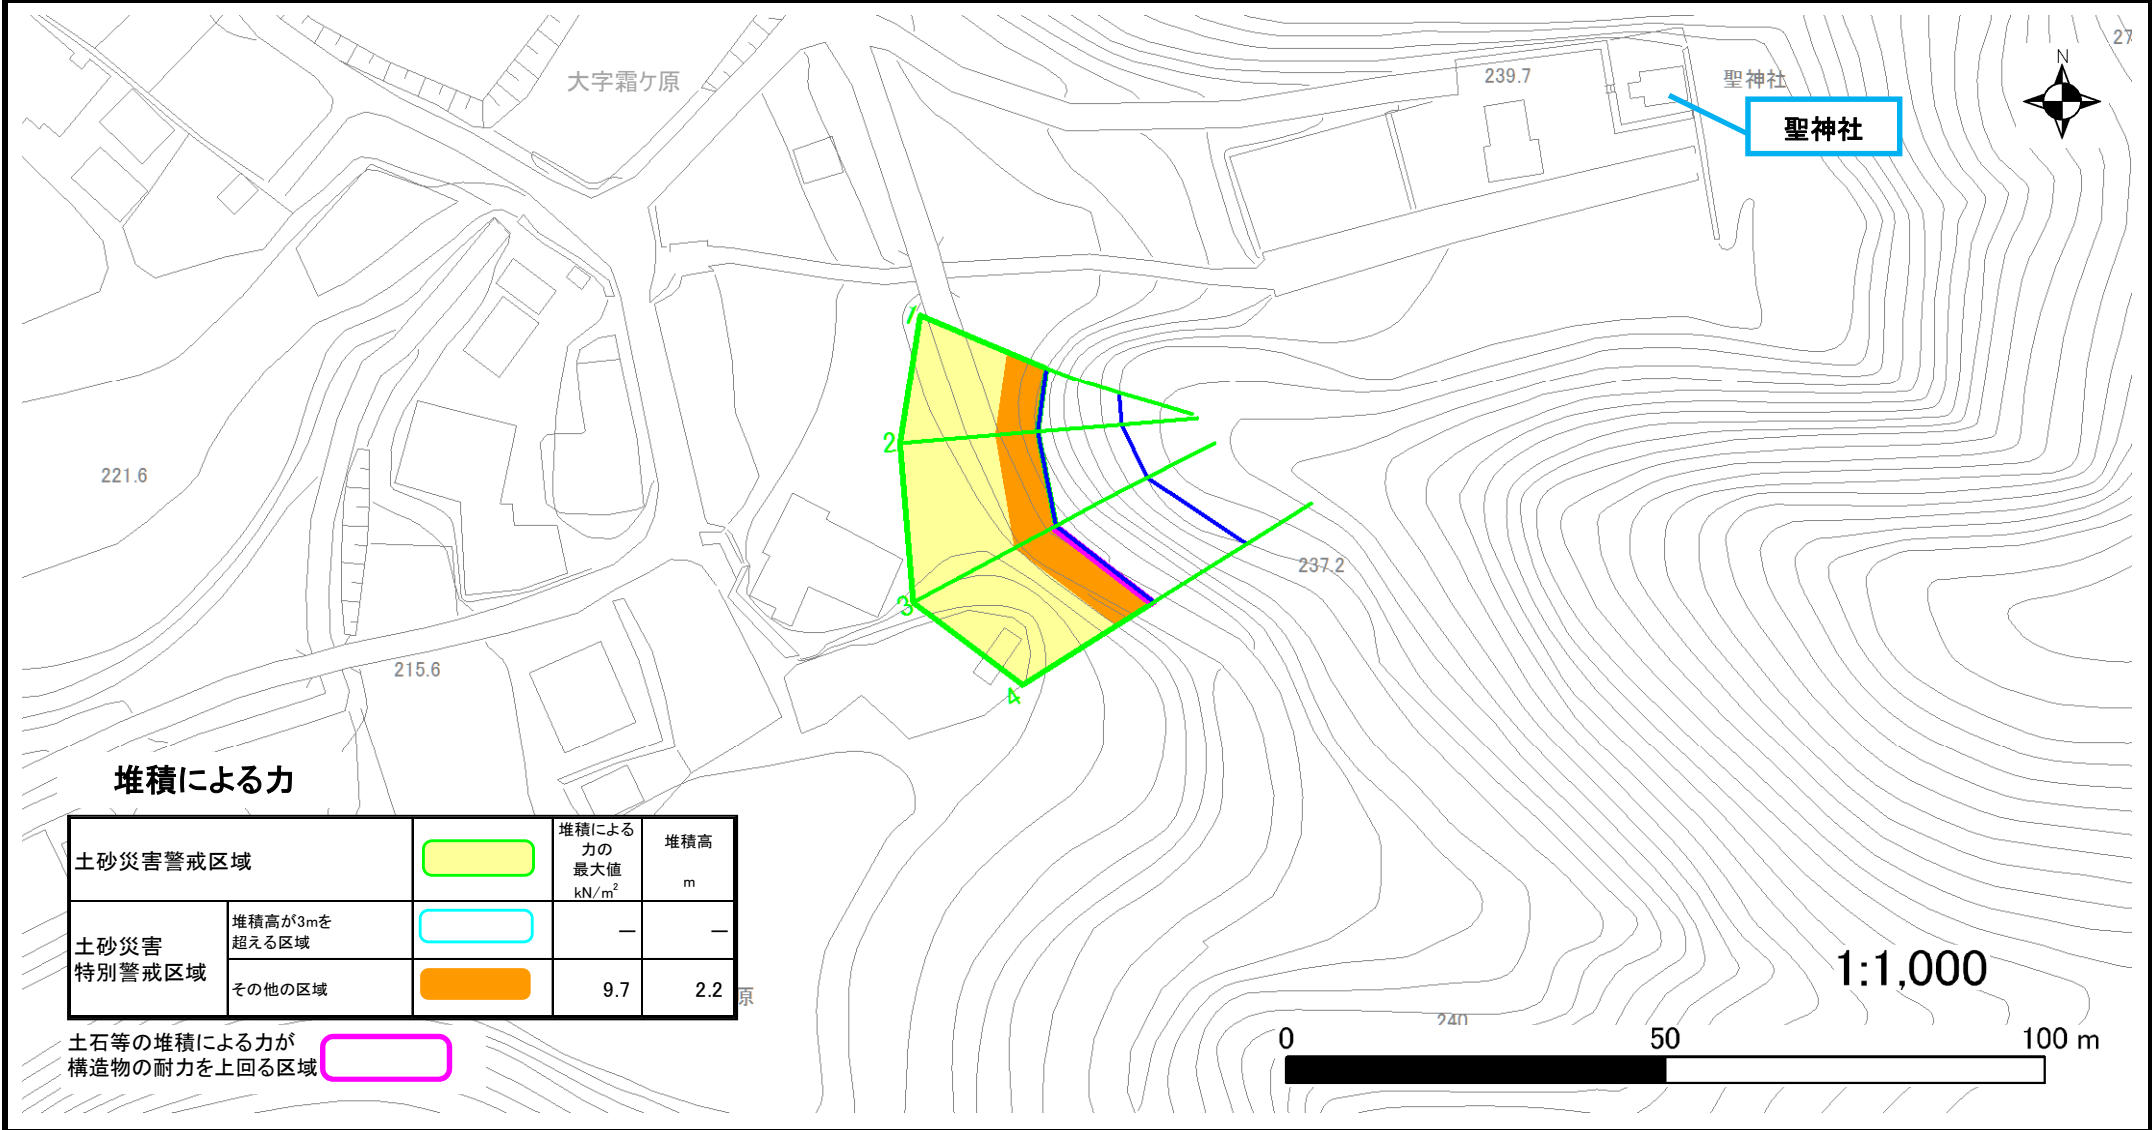 大字霜ケ原
239.7
聖神社
27
N
聖神社
1
2
3
4
221.6
237.2
215.6
堆積による力
土砂災害警戒区域
堆積による
力の
最大値
kN/m²
堆積高
m
土砂災害
特別警戒区域
堆積高が3mを
超える区域
－
－
その他の区域
9.7
2.2
原
土石等の堆積による力が
構造物の耐力を上回る区域
240
1:1,000
0
50
100 m